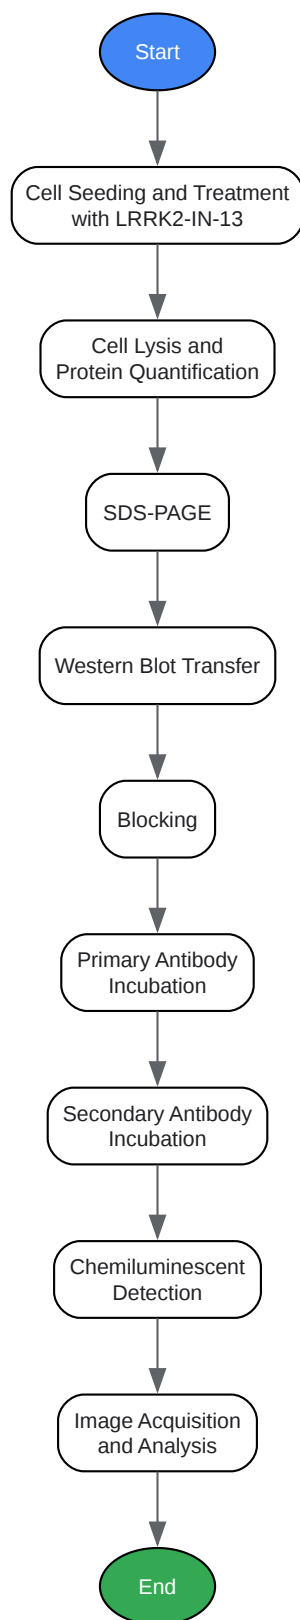 Start
Cell Seeding and Treatment
with LRRK2-IN-13
Cell Lysis and
Protein Quantification
SDS-PAGE
Western Blot Transfer
Blocking
Primary Antibody
Incubation
Secondary Antibody
Incubation
Chemiluminescent
Detection
Image Acquisition
and Analysis
End